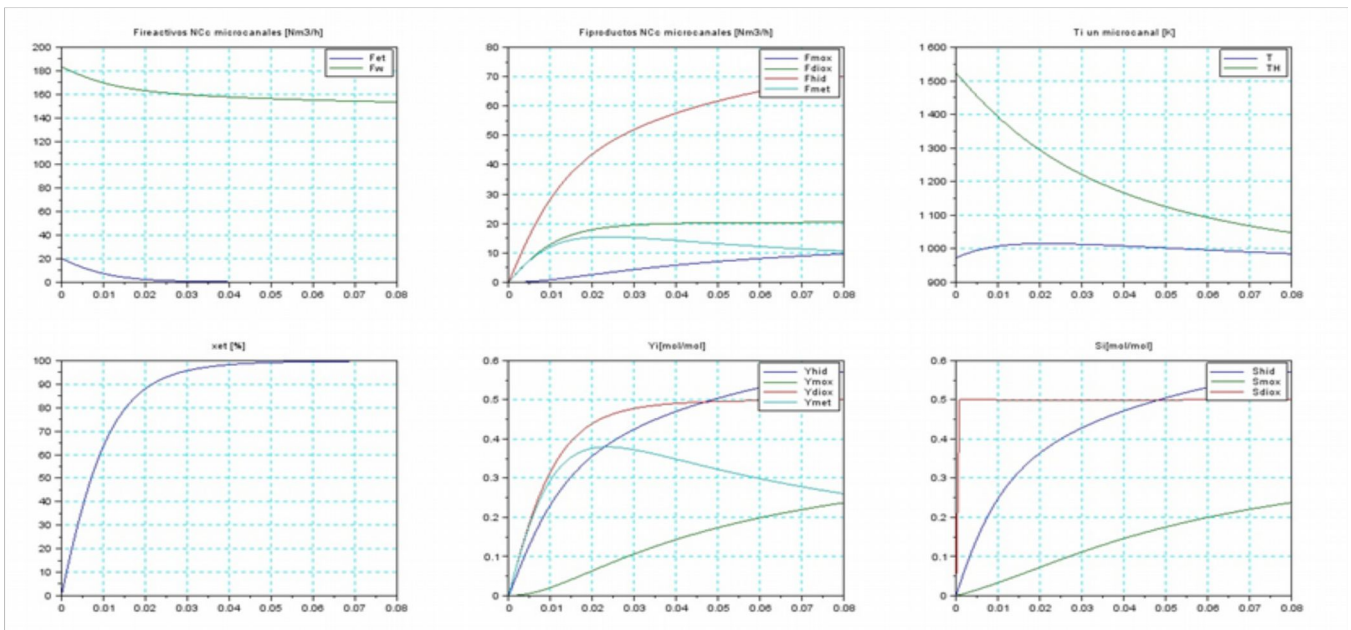 Fireactivos NCc microcanales [Nm3/h]
200
180
160
140
120
100
80
60
40
20
0
Fet
Fw
0 0.01 0.02 0.03 0.04 0.05 0.06 0.07 0.08
Fiproductos NCc microcanales [Nm3/h]
80
70
60
50
40
30
20
10
0
Fmox
Fdiox
Fhid
Fmet
0 0.01 0.02 0.03 0.04 0.05 0.06 0.07 0.08
Ti un microcanal [K]
1 600
1 500
1 400
1 300
1 200
1 100
1 000
900
T
TH
0 0.01 0.02 0.03 0.04 0.05 0.06 0.07 0.08
xet [%]
100
90
80
70
60
50
40
30
20
10
0
0 0.01 0.02 0.03 0.04 0.05 0.06 0.07 0.08
Yi[mol/mol]
0.6
0.5
0.4
0.3
0.2
0.1
0
Yhid
Ymox
Ydiox
Ymet
0 0.01 0.02 0.03 0.04 0.05 0.06 0.07 0.08
Si[mol/mol]
0.6
0.5
0.4
0.3
0.2
0.1
0
Shid
Smox
Sdiox
0 0.01 0.02 0.03 0.04 0.05 0.06 0.07 0.08